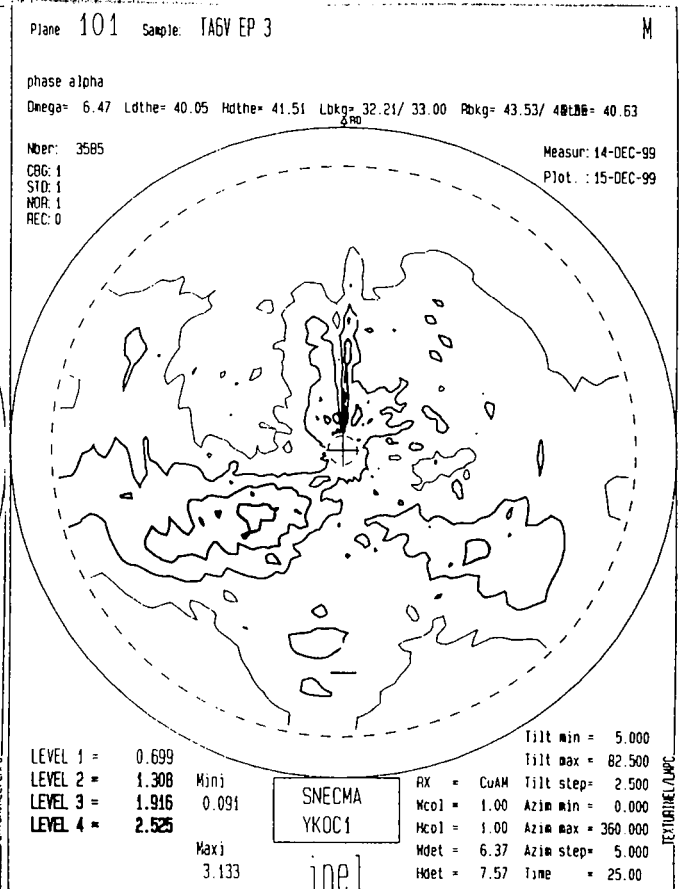 Plane 101 Sample: TA6V EP 3 M
phase alpha
Omega= 6.47 Ldthe= 40.05 Hdthe= 41.51 Lbkg= 32.21/ 33.00 Rbkg= 43.53/ = 40.63
RD
Nber: 3585
Measur: 14-DEC-99
CBG: 1
Plot. : 15-DEC-99
STD: 1
NOR: 1
REC: 0
LEVEL 1 = 0.699
LEVEL 2 = 1.308
LEVEL 3 = 1.916
LEVEL 4 = 2.525
Mini
0.091
Maxi
3.133
SNECMA
YKOC1
inel
RX = CuAM
Wcol = 1.00
Hcol = 1.00
Wdet = 6.37
Hdet = 7.57
Tilt min = 5.000
Tilt max = 82.500
Tilt step= 2.500
Azim min = 0.000
Azim max = 360.000
Azim step= 5.000
Time = 25.00
TEXTURINEL/LMPC